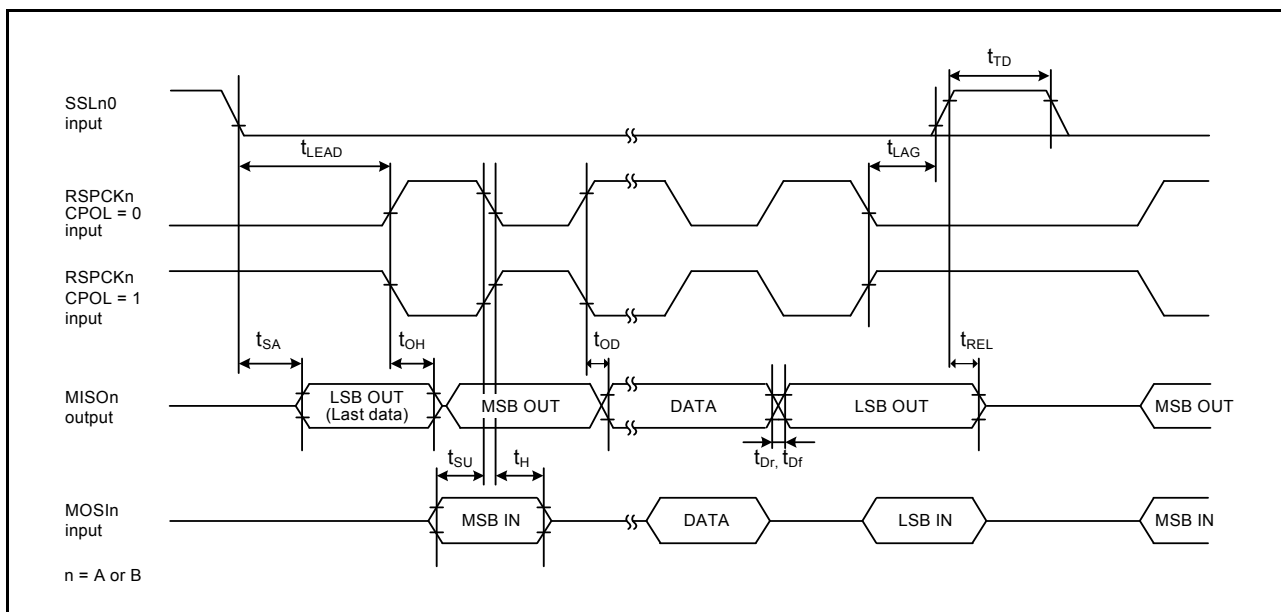 tTD
SSLn0
input
tLEAD
tLAG
RSPCKn
CPOL = 0
input
RSPCKn
CPOL = 1
input
tSA
tOH
tOD
tREL
MISOn
output
LSB OUT
(Last data)
MSB OUT
DATA
LSB OUT
MSB OUT
tSU
tH
tDr, tDf
MOSIn
input
MSB IN
DATA
LSB IN
MSB IN
n = A or B